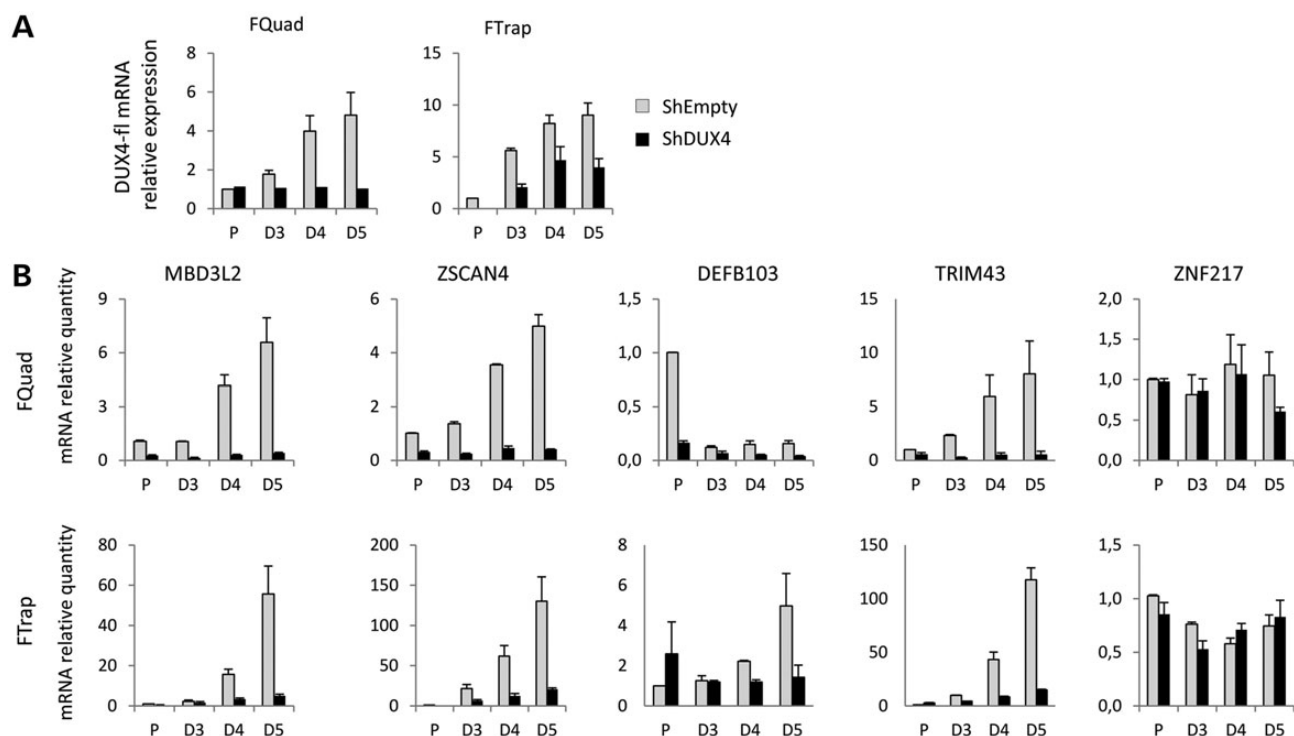 A
FQuad
FTrap
DUX4-fl mRNA
relative expression
8
6
4
2
0
P D3 D4 D5
15
10
5
0
P D3 D4 D5
ShEmpty
ShDUX4
B
MBD3L2
ZSCAN4
DEFB103
TRIM43
ZNF217
FQuad
mRNA relative quantity
9
6
3
0
P D3 D4 D5
6
4
2
0
P D3 D4 D5
1,5
1,0
0,5
0,0
P D3 D4 D5
15
10
5
0
P D3 D4 D5
2,0
1,5
1,0
0,5
0,0
P D3 D4 D5
FTrap
mRNA relative quantity
80
60
40
20
0
P D3 D4 D5
200
150
100
50
0
P D3 D4 D5
8
6
4
2
0
P D3 D4 D5
150
100
50
0
P D3 D4 D5
1,5
1,0
0,5
0,0
P D3 D4 D5